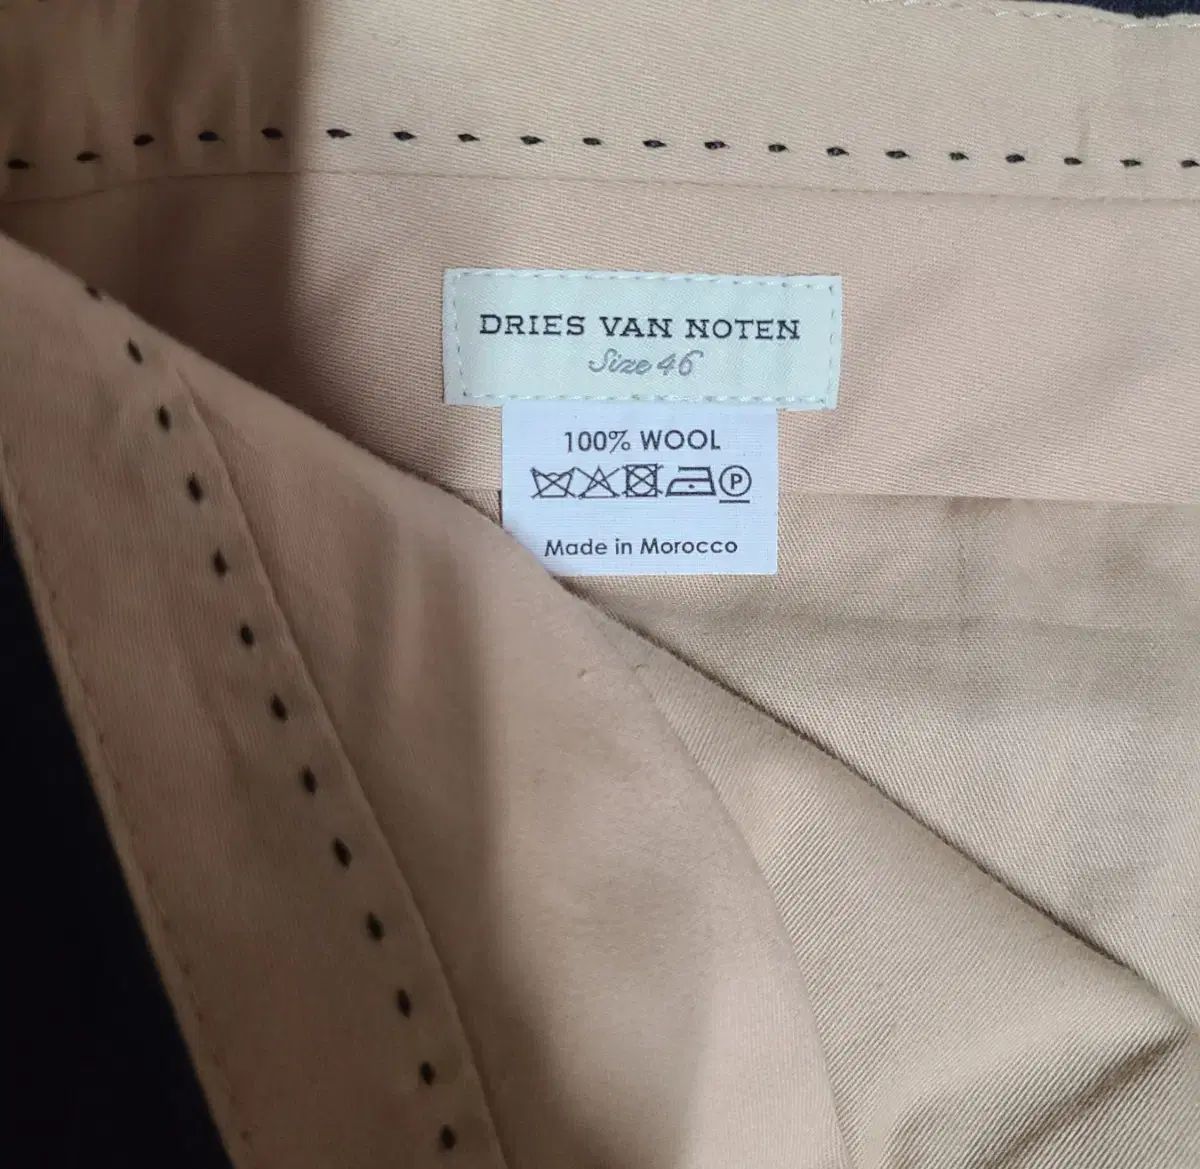 DRIES VAN NOTEN
Size 46
100% WOOL
P
Made in Morocco